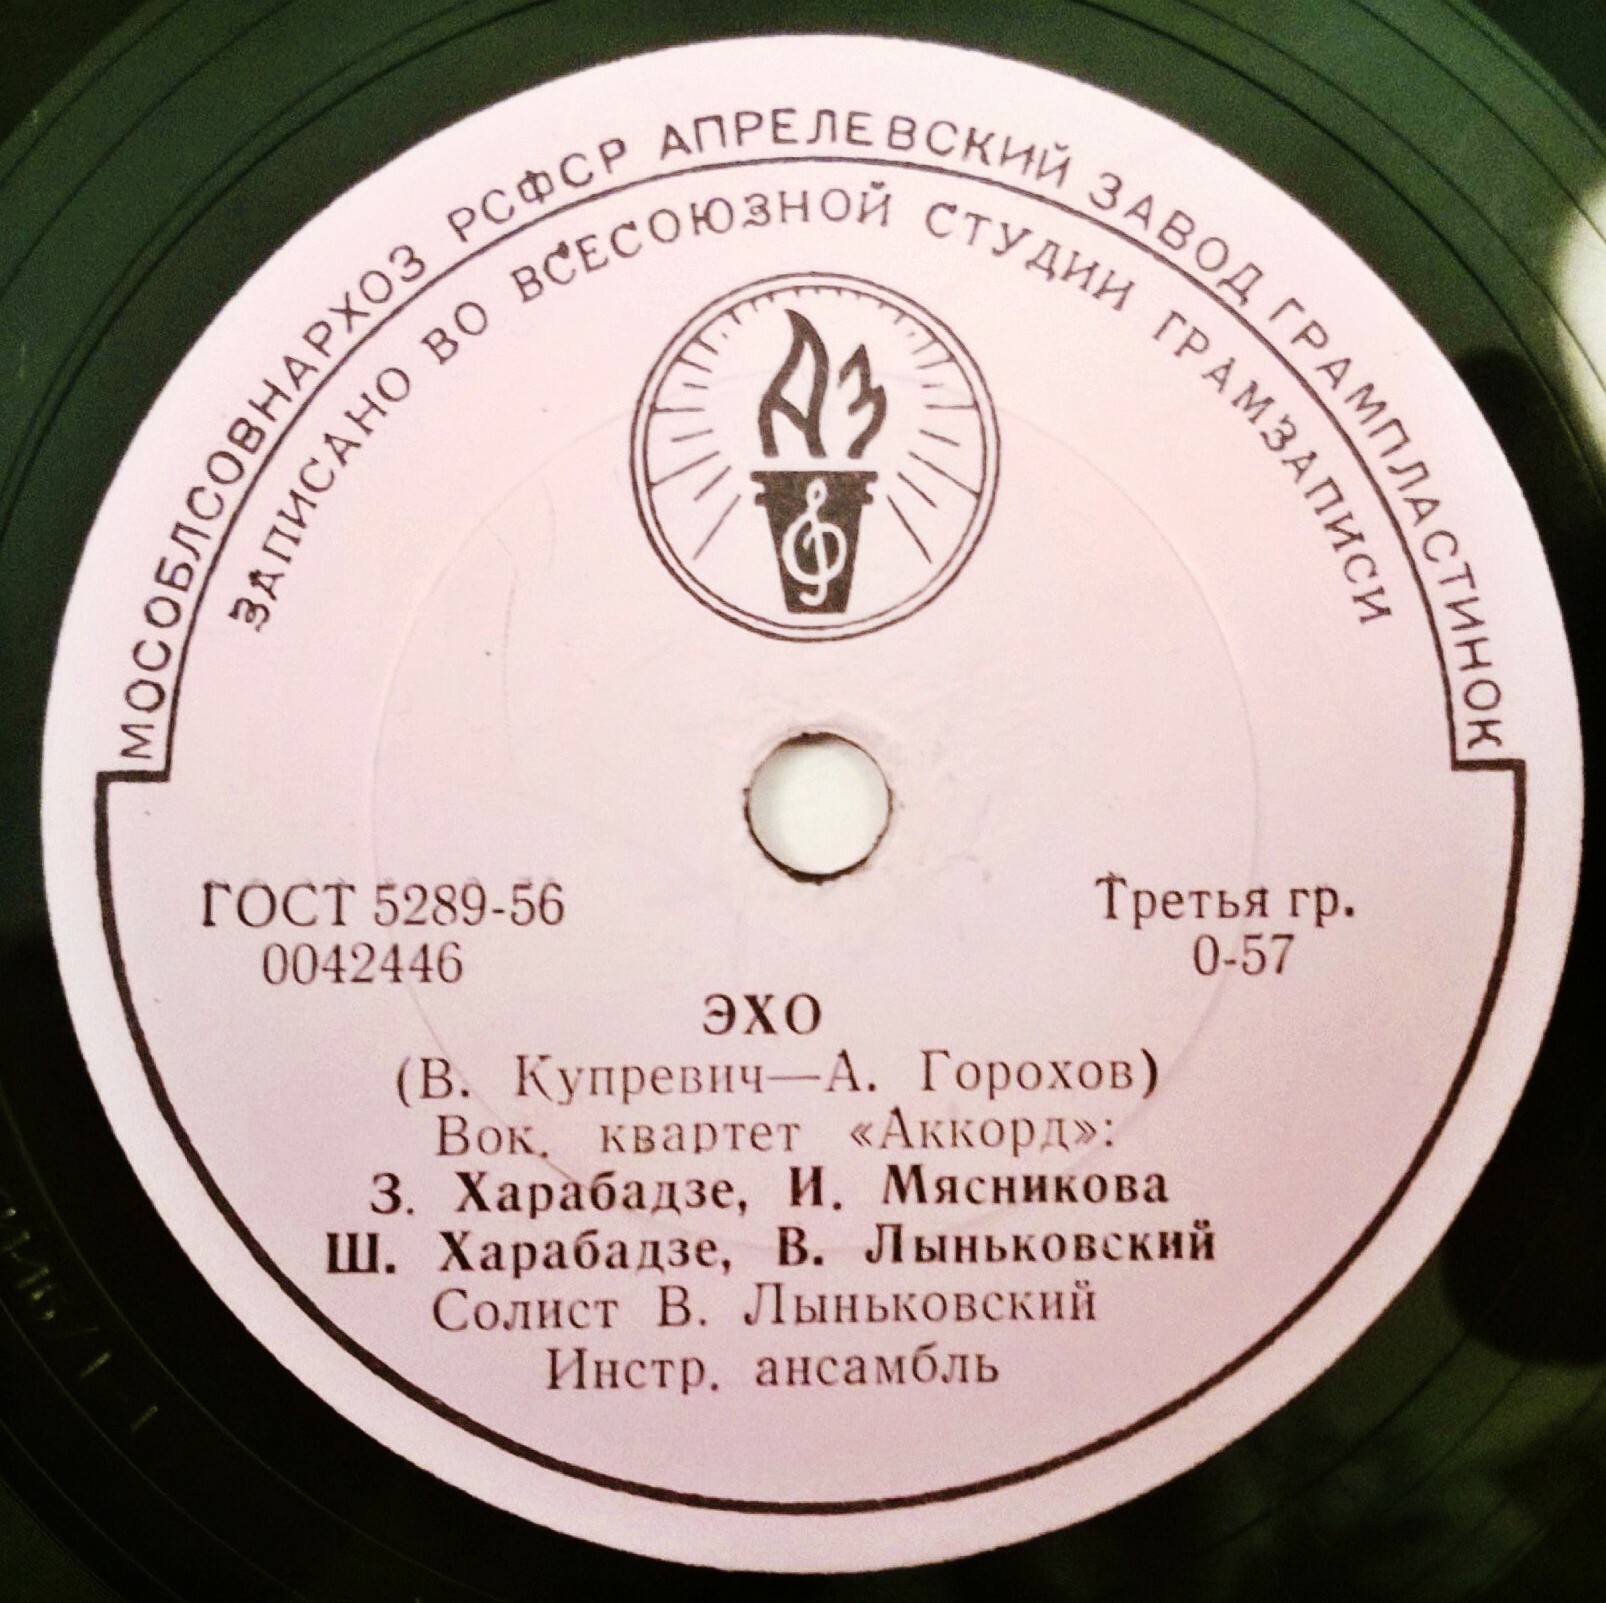 МОСОБЛСОВНАРХОЗ РСФСР АПРЕЛЕВСКИЙ ЗАВОД ГРАМПЛАСТИНОК
ЗАПИСАНО ВО ВСЕСОЮЗНОЙ СТУДИИ ГРАМЗАПИСИ
АЗ
ГОСТ 5289-56
0042446
Третья гр.
0-57
ЭХО
(В. Купревич—А. Горохов)
Вок. квартет «Аккорд»:
З. Харабадзе, И. Мясникова
Ш. Харабадзе, В. Лыньковский
Солист В. Лыньковский
Инстр. ансамбль